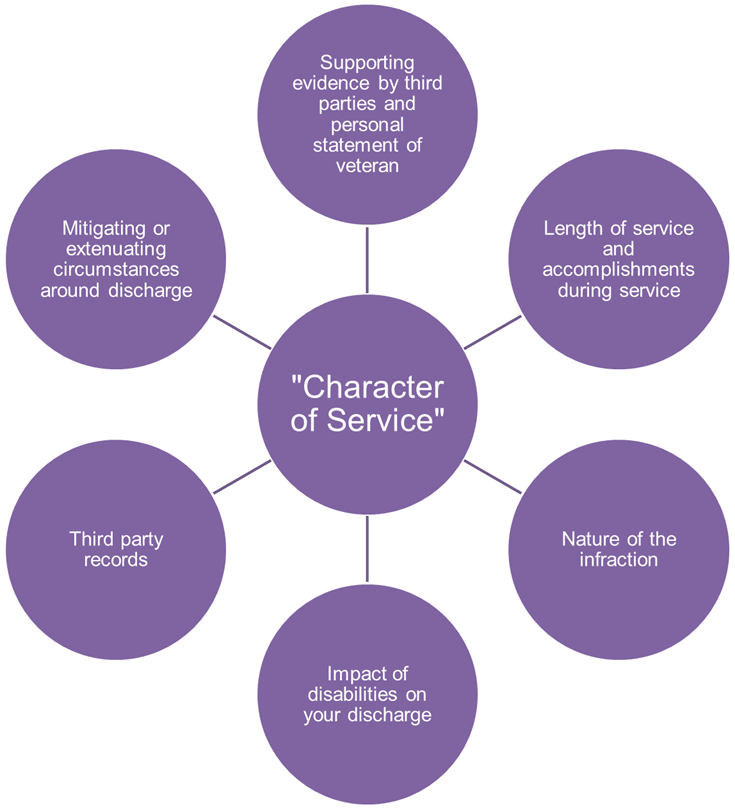 Supporting
evidence by third
parties and
personal
statement of
veteran
Mitigating or
extenuating
circumstances
around discharge
Length of service
and
accomplishments
during service
"Character
of Service"
Third party
records
Nature of the
infraction
Impact of
disabilities on
your discharge